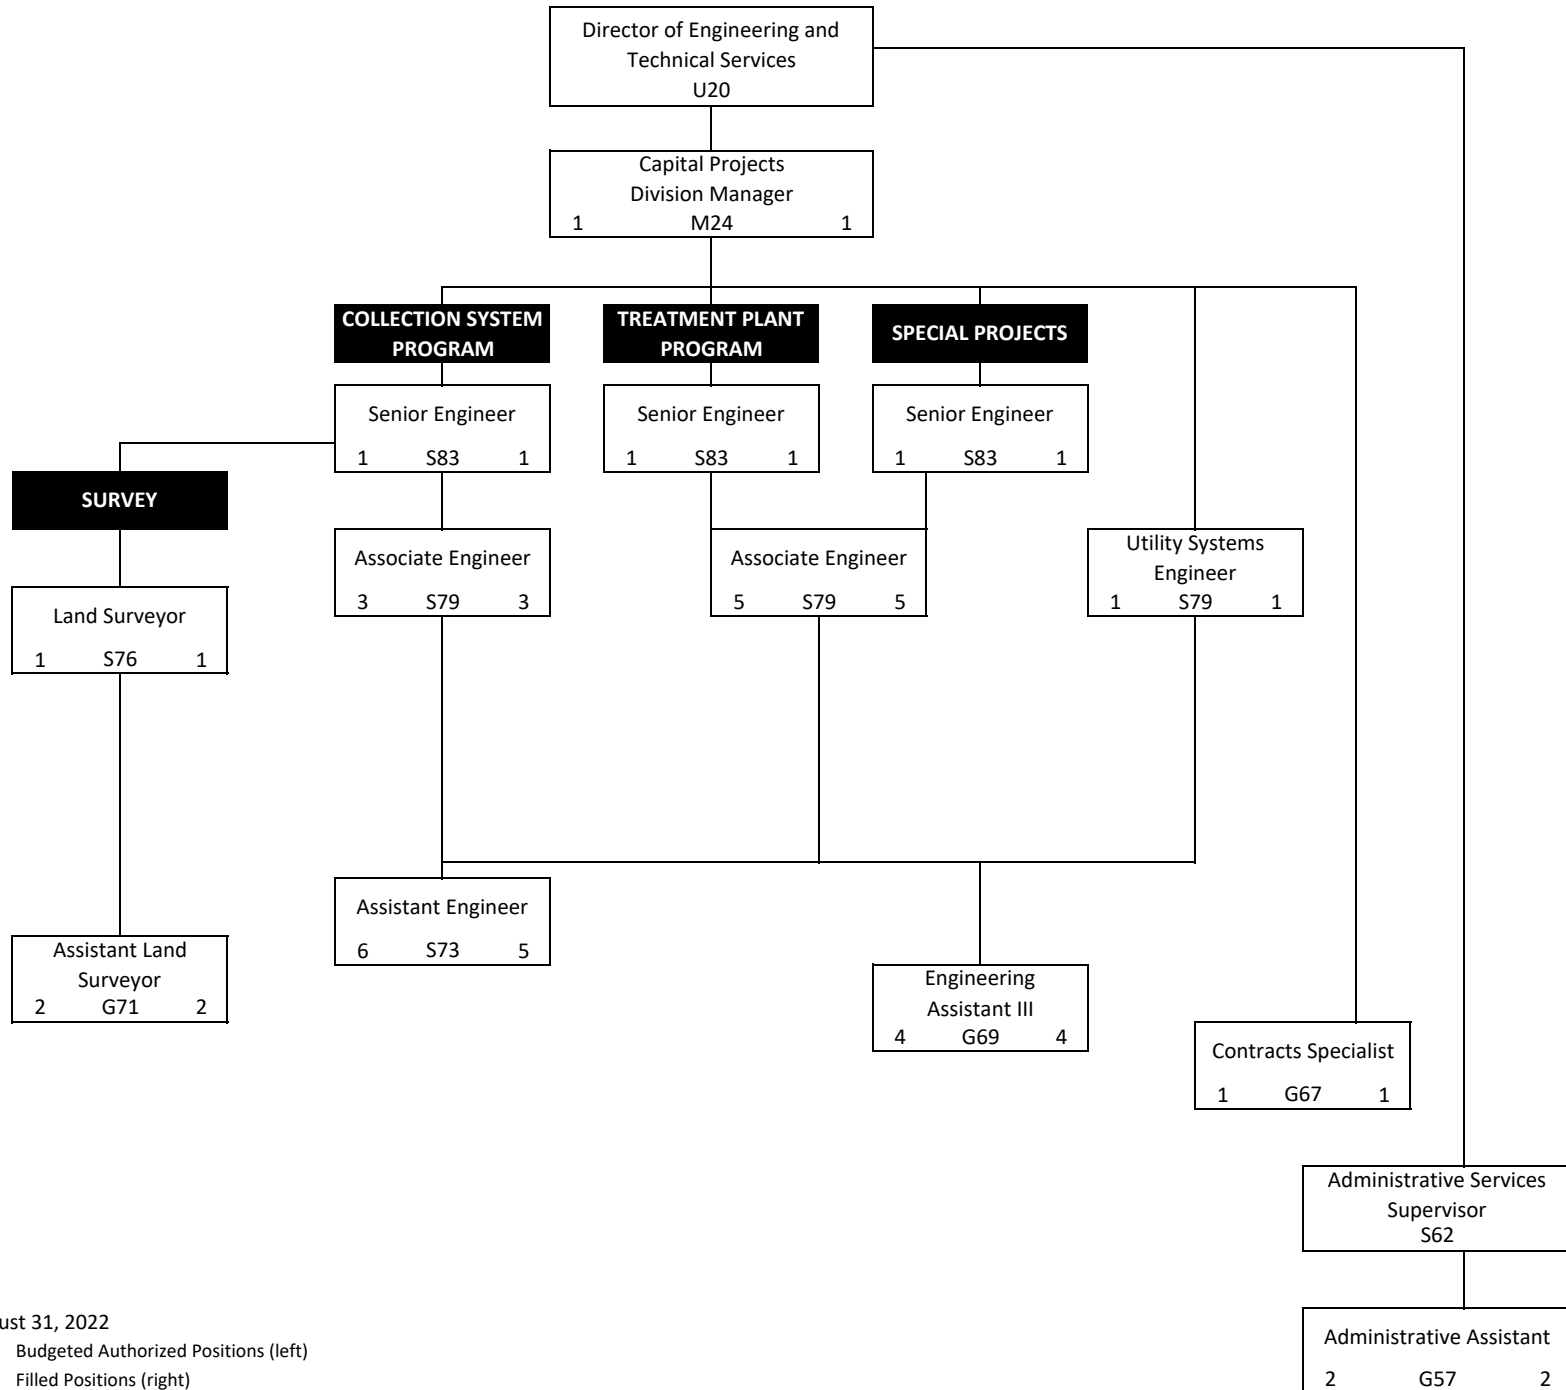 Director of Engineering and
Technical Services
U20
Capital Projects
Division Manager
1 M24 1
COLLECTION SYSTEM
PROGRAM
TREATMENT PLANT
PROGRAM
SPECIAL PROJECTS
Senior Engineer
1 S83 1
Senior Engineer
1 S83 1
Senior Engineer
1 S83 1
SURVEY
Associate Engineer
3 S79 3
Associate Engineer
5 S79 5
Utility Systems
Engineer
1 S79 1
Land Surveyor
1 S76 1
Assistant Engineer
6 S73 5
Assistant Land
Surveyor
2 G71 2
Engineering
Assistant III
4 G69 4
Contracts Specialist
1 G67 1
Administrative Services
Supervisor
S62
Administrative Assistant
2 G57 2
ust 31, 2022
Budgeted Authorized Positions (left)
Filled Positions (right)